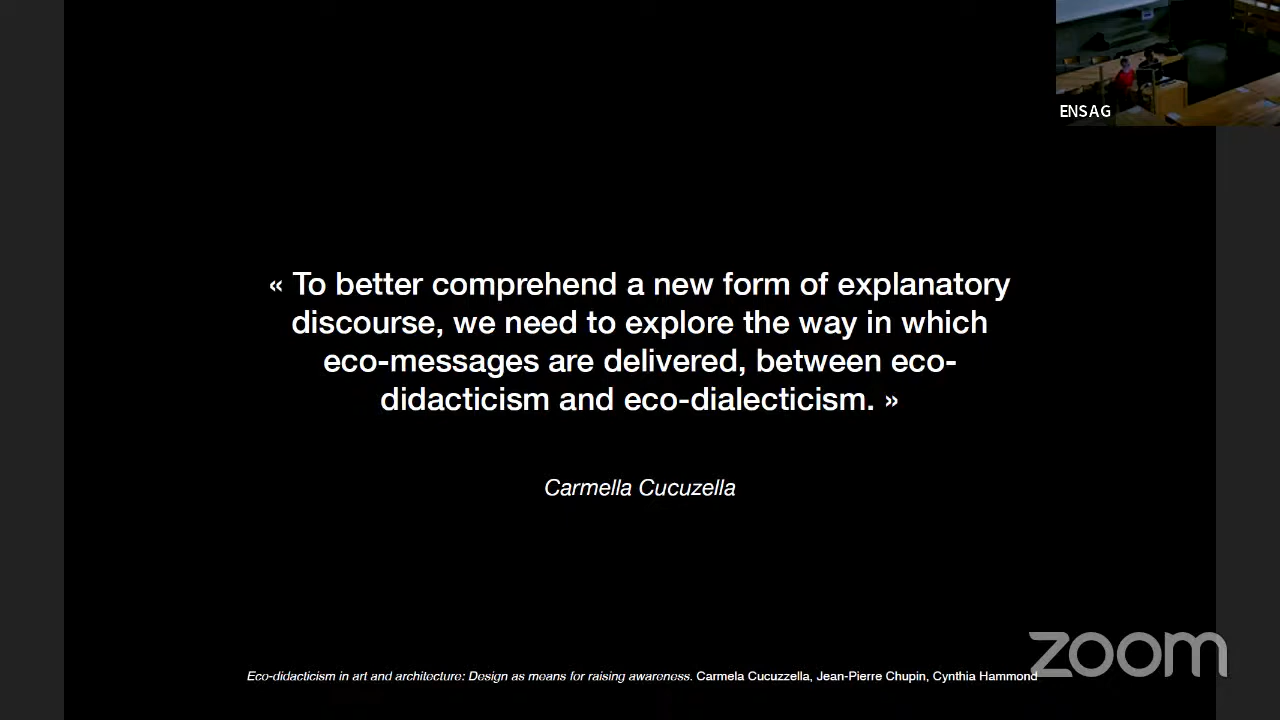 ENSAG
« To better comprehend a new form of explanatory
discourse, we need to explore the way in which
eco-messages are delivered, between eco-
didacticism and eco-dialecticism. »
Carmella Cucuzella
zoom
Eco-didacticism in art and architecture: Design as means for raising awareness. Carmela Cucuzzella, Jean-Pierre Chupin, Cynthia Hammond